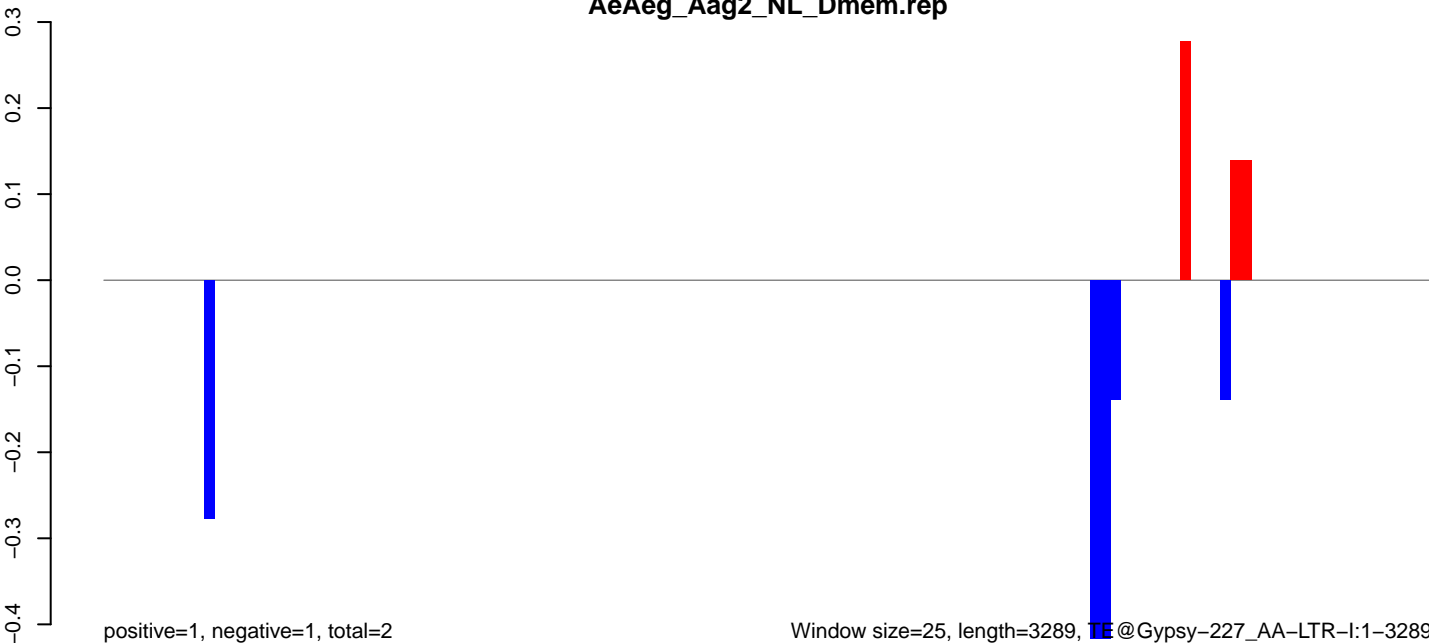 AeAeg_Aag2_NL_Dmem.rep
0.3
0.2
0.1
0.0
−0.1
−0.2
−0.3
−0.4
positive=1, negative=1, total=2
Window size=25, length=3289, TE@Gypsy−227_AA−LTR−I:1−3289